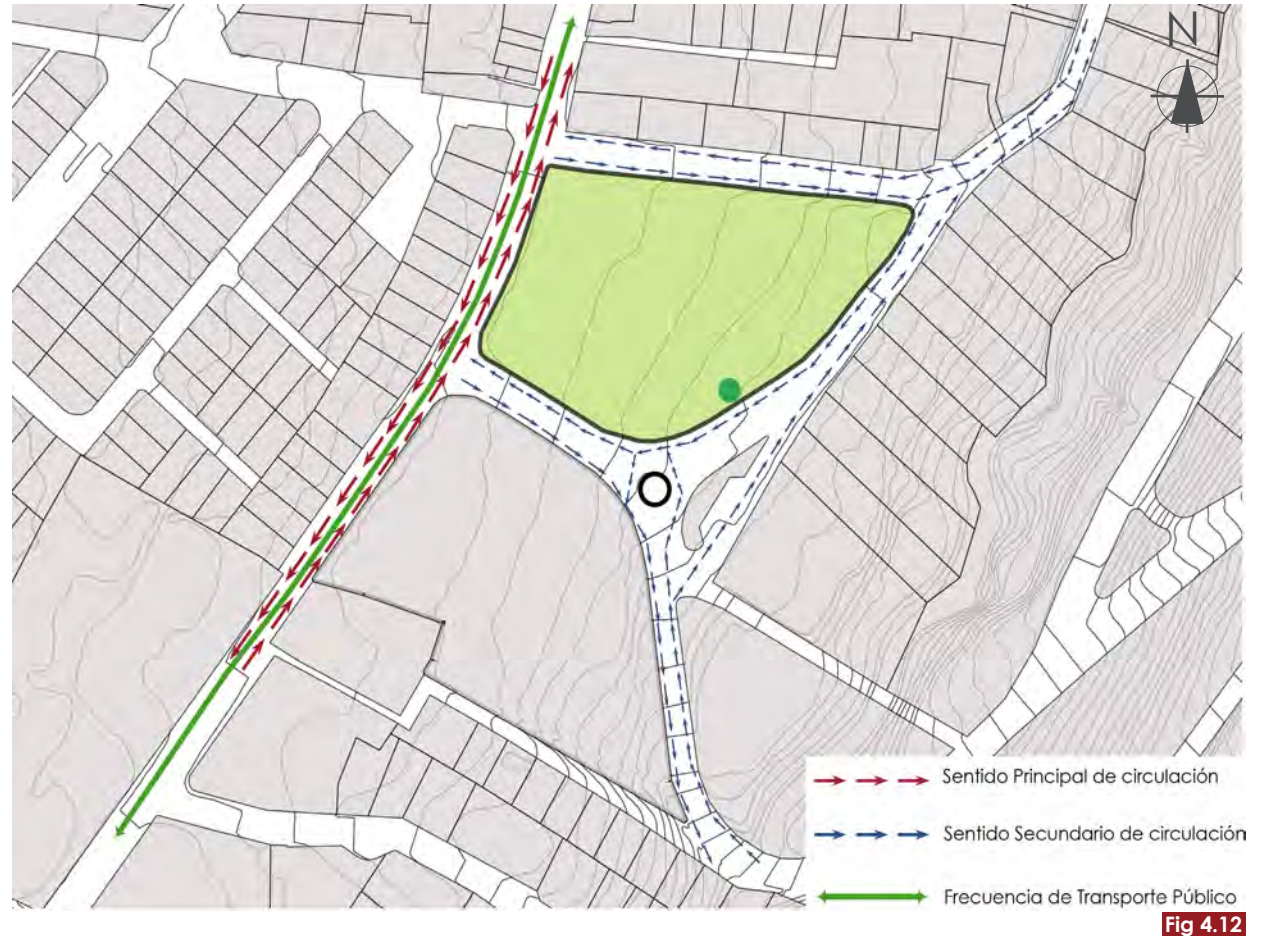 N
Sentido Principal de circulación
Sentido Secundario de circulación
Frecuencia de Transporte Público
Fig 4.12